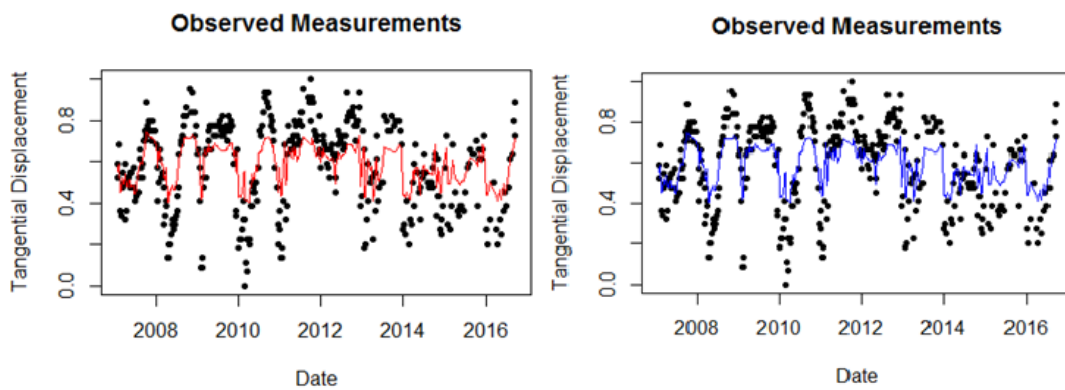 Observed Measurements
Tangential Displacement
0.8
0.4
0.0
2008 2010 2012 2014 2016
Date
Observed Measurements
Tangential Displacement
0.8
0.4
0.0
2008 2010 2012 2014 2016
Date